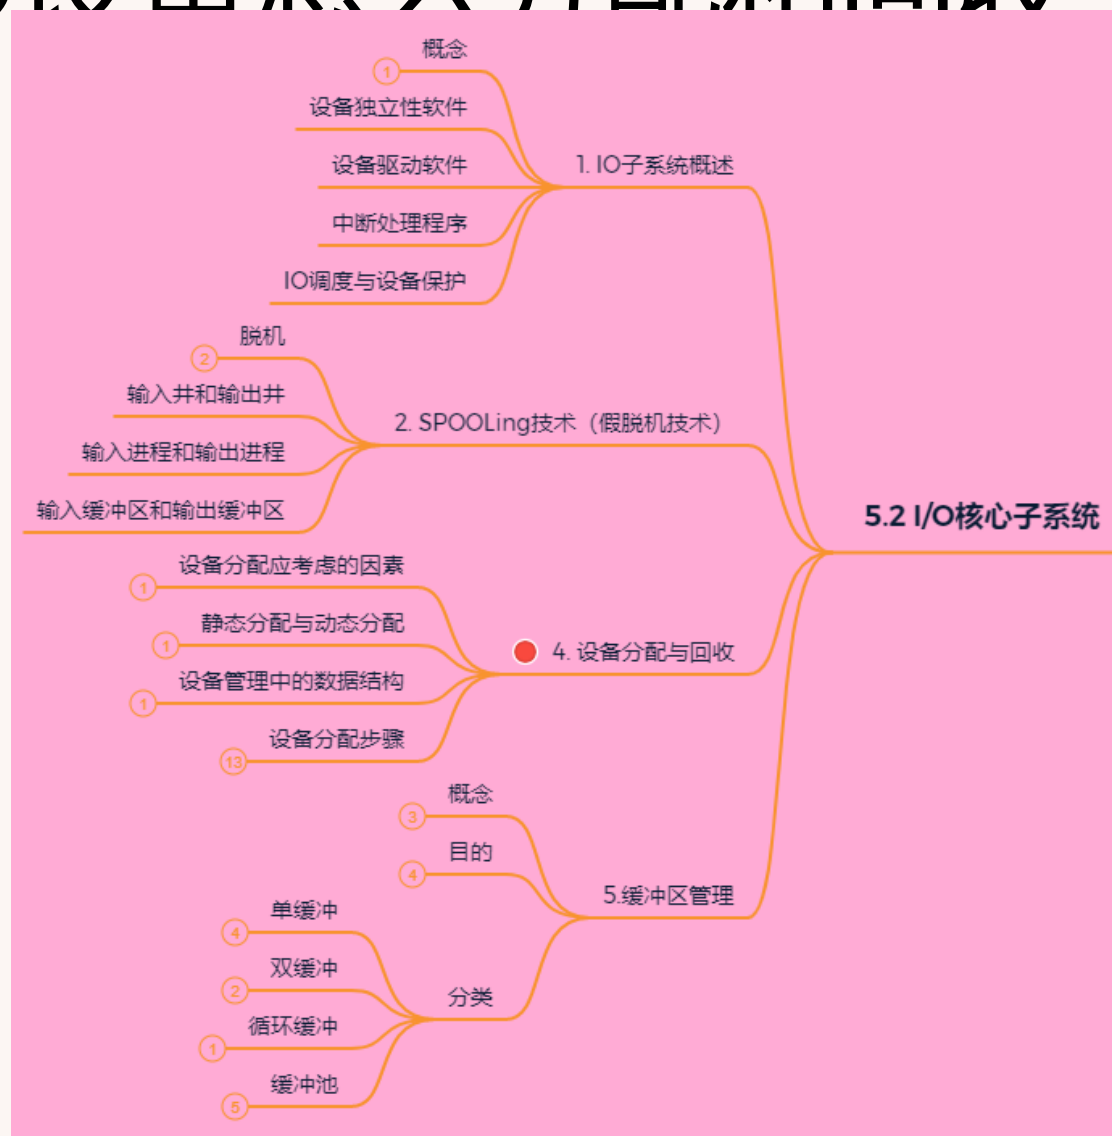 概念
1
设备独立性软件
设备驱动软件
中断处理程序
IO调度与设备保护
1. IO子系统概述
脱机
2
输入井和输出井
输入进程和输出进程
输入缓冲区和输出缓冲区
2. SPOOLing技术（假脱机技术）
5.2 I/O核心子系统
设备分配应考虑的因素
1
静态分配与动态分配
1
设备管理中的数据结构
1
设备分配步骤
13
4. 设备分配与回收
概念
3
目的
4
5.缓冲区管理
单缓冲
4
双缓冲
2
循环缓冲
1
缓冲池
5
分类